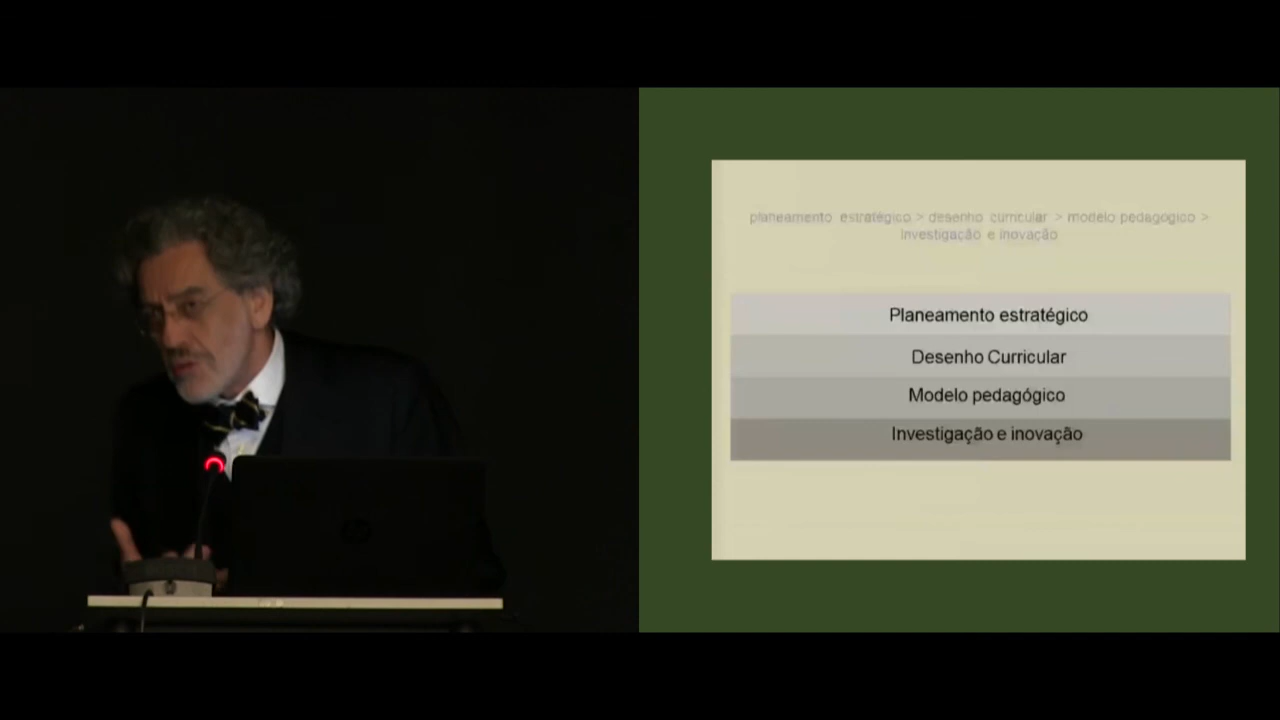 planeamento estratégico > desenho curricular > modelo pedagógico >
investigação e inovação
Planeamento estratégico
Desenho Curricular
Modelo pedagógico
Investigação e inovação